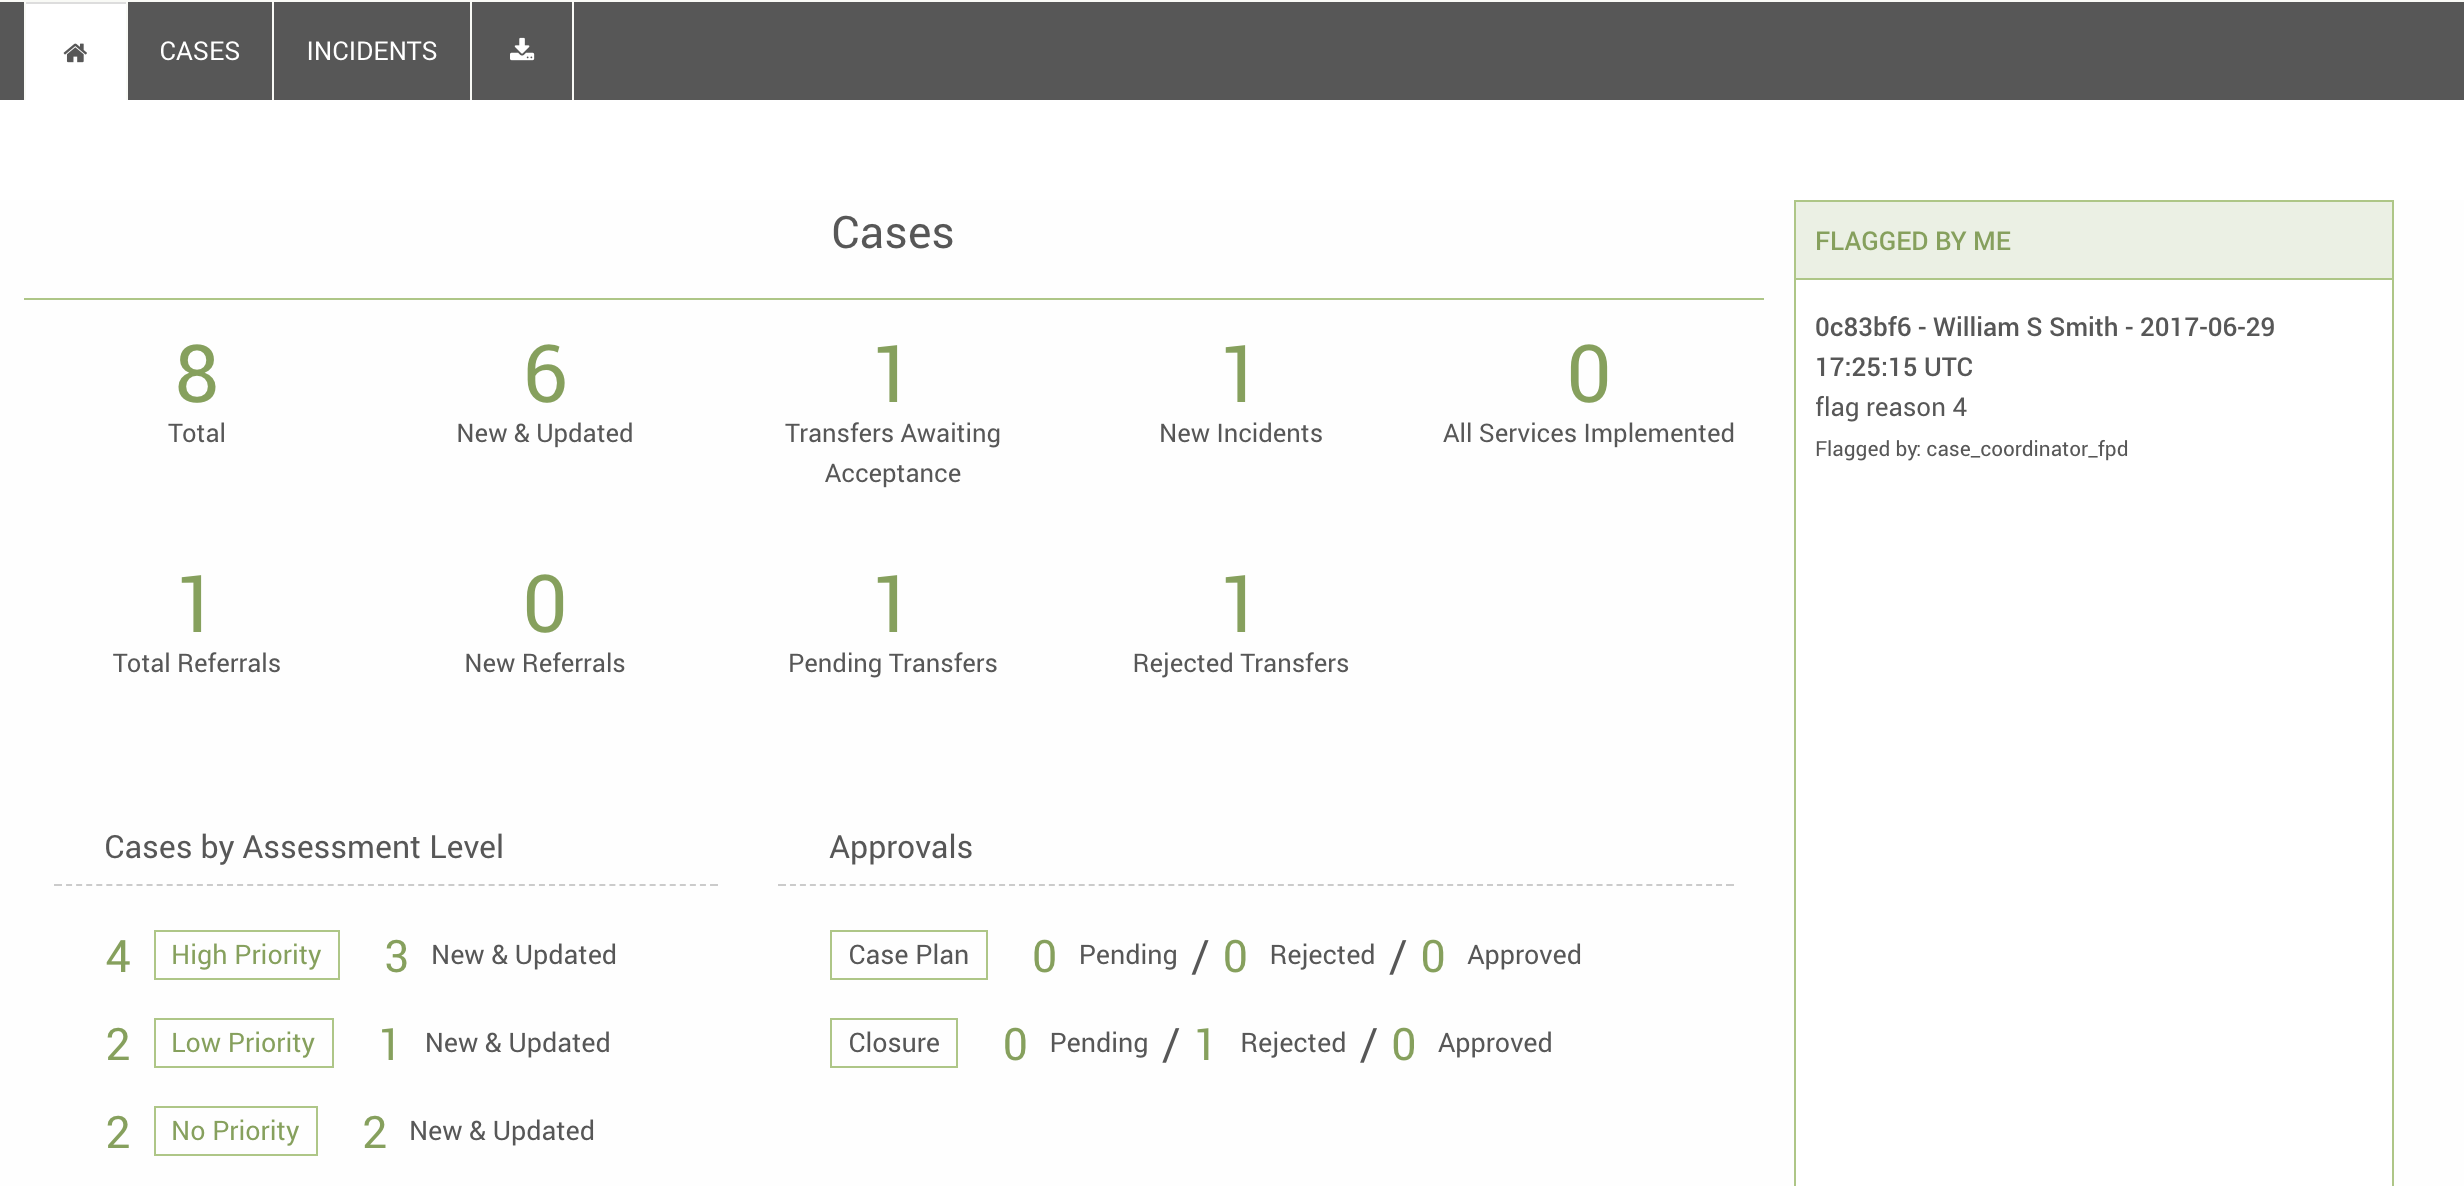 CASES
INCIDENTS
Cases
8
Total
6
New & Updated
1
Transfers Awaiting
Acceptance
1
New Incidents
0
All Services Implemented
1
Total Referrals
0
New Referrals
1
Pending Transfers
1
Rejected Transfers
Cases by Assessment Level
4 High Priority 3 New & Updated
2 Low Priority 1 New & Updated
2 No Priority 2 New & Updated
Approvals
Case Plan 0 Pending / 0 Rejected / 0 Approved
Closure 0 Pending / 1 Rejected / 0 Approved
FLAGGED BY ME
0c83bf6 - William S Smith - 2017-06-29
17:25:15 UTC
flag reason 4
Flagged by: case_coordinator_fpd